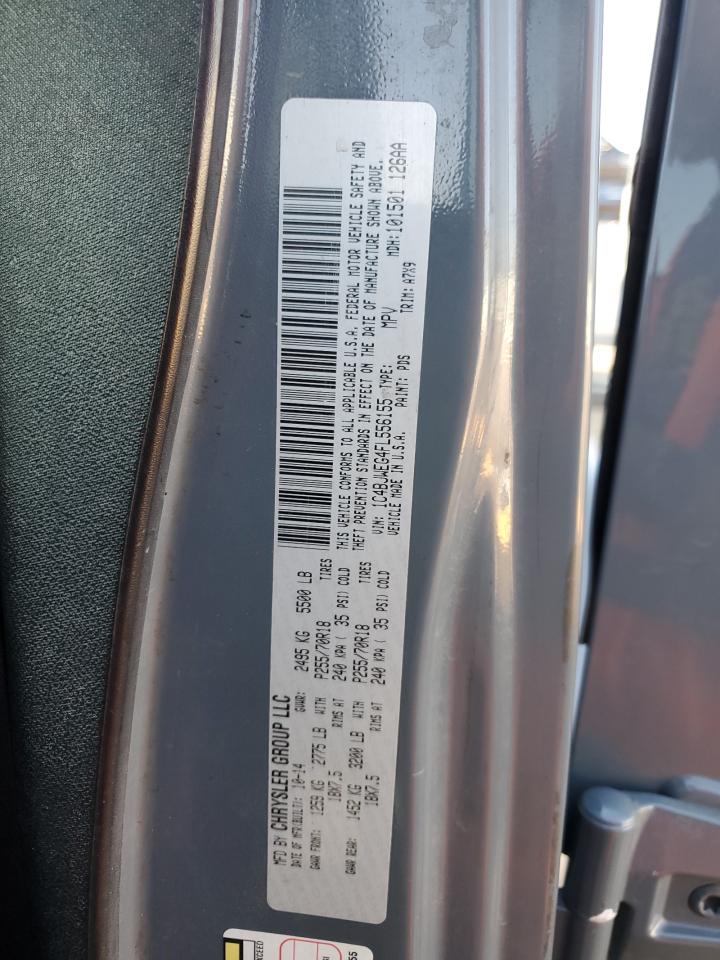 MFD BY CHRYSLER GROUP LLC
DATE OF MFR(BUILT): 10-14 GVWR: 2495 KG 5500 LB
GAWR FRONT: 1259 KG 2775 LB WITH P255/70R18 TIRES
18X7.5 RIMS AT 240 KPA ( 35 PSI) COLD
GAWR REAR: 1452 KG 3200 LB WITH P255/70R18 TIRES
18X7.5 RIMS AT 240 KPA ( 35 PSI) COLD
THIS VEHICLE CONFORMS TO ALL APPLICABLE U.S.A. FEDERAL MOTOR VEHICLE SAFETY AND
THEFT PREVENTION STANDARDS IN EFFECT ON THE DATE OF MANUFACTURE SHOWN ABOVE.
VIN: 1C4BJWEG4FL556155 TYPE: MPV MDH: 101501 126AA
VEHICLE MADE IN U.S.A. PAINT: PDS TRIM: A7X9
EXCEED
55